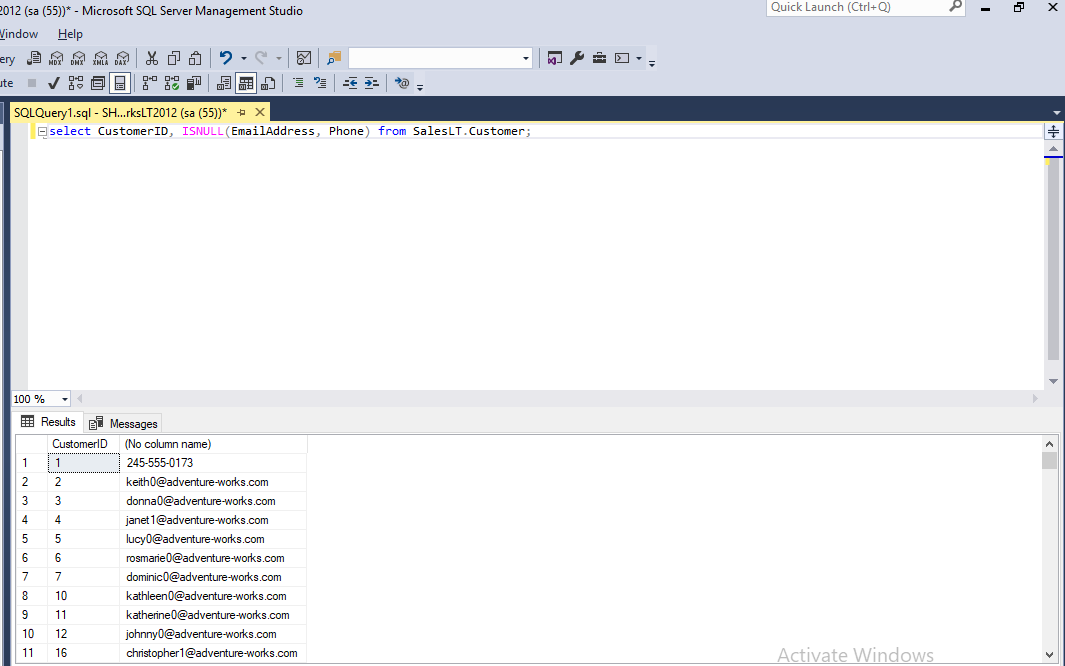 2012 (sa (55))* - Microsoft SQL Server Management Studio
Quick Launch (Ctrl+Q)
Window Help
ery MDX DMX XMLA DAX
ute
SQLQuery1.sql - SH...rksLT2012 (sa (55))*
select CustomerID, ISNULL(EmailAddress, Phone) from SalesLT.Customer;
100 %
Results Messages
CustomerID (No column name)
1 1 245-555-0173
2 2 keith0@adventure-works.com
3 3 donna0@adventure-works.com
4 4 janet1@adventure-works.com
5 5 lucy0@adventure-works.com
6 6 rosmarie0@adventure-works.com
7 7 dominic0@adventure-works.com
8 10 kathleen0@adventure-works.com
9 11 katherine0@adventure-works.com
10 12 johnny0@adventure-works.com
11 16 christopher1@adventure-works.com
Activate Windows